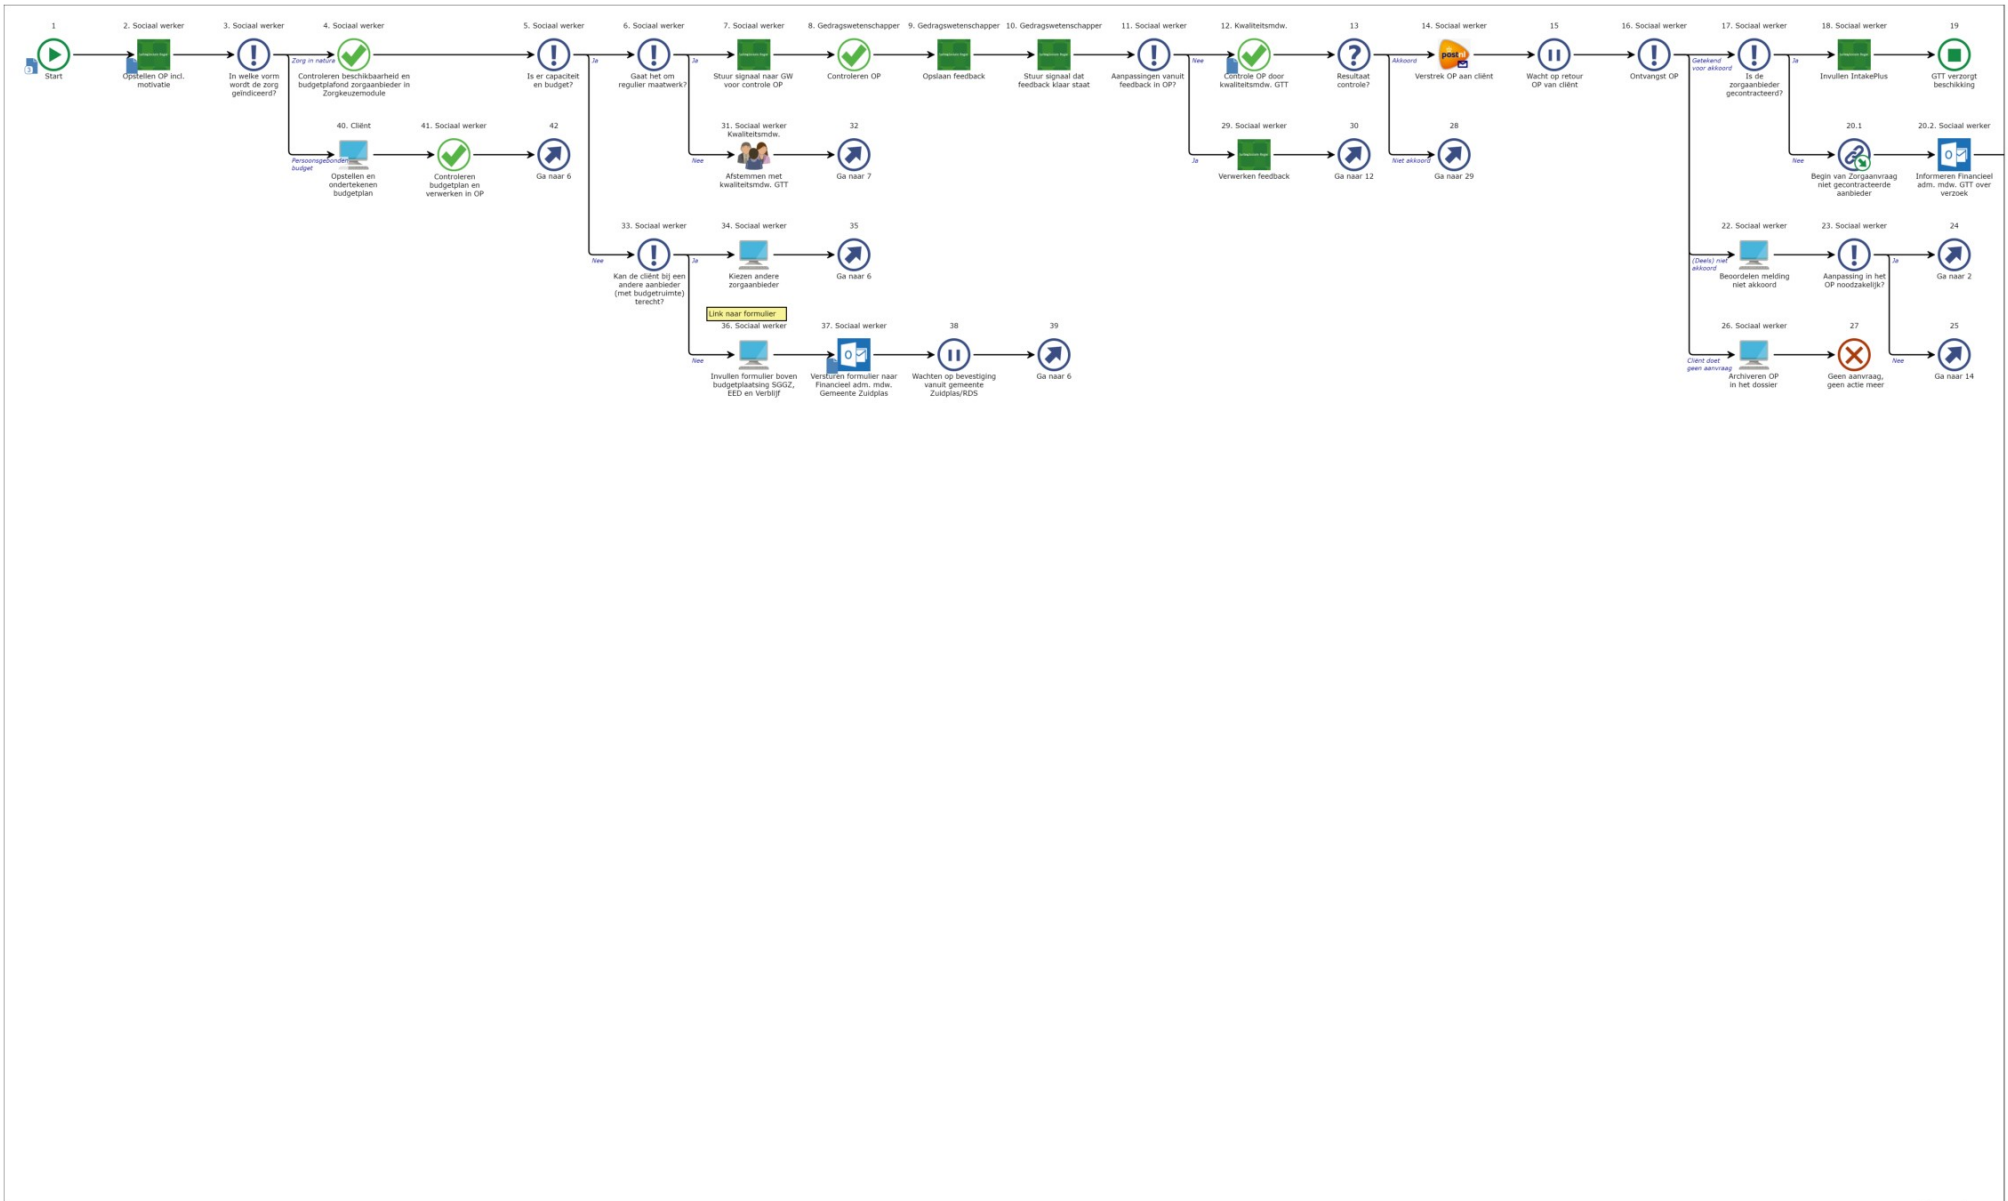 1
2. Sociaal werker
3. Sociaal werker
4. Sociaal werker
5. Sociaal werker
6. Sociaal werker
7. Sociaal werker
8. Gedragswetenschapper
9. Gedragswetenschapper
10. Gedragswetenschapper
11. Sociaal werker
12. Kwaliteitsmdw.
13
14. Sociaal werker
15
16. Sociaal werker
17. Sociaal werker
18. Sociaal werker
19
Start
Opstellen OP incl.
motivatie
In welke vorm
wordt de zorg
geïndiceerd?
Zorg in natura
Controleren beschikbaarheid en
budgetplafond zorgaanbieder in
Zorgkeuzemodule
Is er capaciteit
en budget?
Ja
Gaat het om
regulier maatwerk?
Ja
Stuur signaal naar GW
voor controle OP
Controleren OP
Opslaan feedback
Stuur signaal dat
feedback klaar staat
Aanpassingen vanuit
feedback in OP?
Nee
Controle OP door
kwaliteitsmdw. GTT
Resultaat
controle?
Akkoord
postnl
Verstrek OP aan cliënt
Wacht op retour
OP van cliënt
Ontvangst OP
Getekend
voor akkoord
Is de
zorgaanbieder
gecontracteerd?
Ja
Invullen IntakePlus
GTT verzorgt
beschikking
40. Cliënt
41. Sociaal werker
42
31. Sociaal werker
Kwaliteitsmdw.
32
29. Sociaal werker
30
28
20.1
20.2. Sociaal werker
Persoonsgebonden
budget
Opstellen en
ondertekenen
budgetplan
Controleren
budgetplan en
verwerken in OP
Ga naar 6
Nee
Afstemmen met
kwaliteitsmdw. GTT
Ga naar 7
Ja
Verwerken feedback
Ga naar 12
Niet akkoord
Ga naar 29
Nee
Begin van Zorgaanvraag
niet gecontracteerde
aanbieder
Informeren Financieel
adm. mdw. GTT over
verzoek
33. Sociaal werker
34. Sociaal werker
35
22. Sociaal werker
23. Sociaal werker
24
Nee
Kan de cliënt bij een
andere aanbieder
(met budgetruimte)
terecht?
Ja
Kiezen andere
zorgaanbieder
Ga naar 6
(Deels) niet
akkoord
Beoordelen melding
niet akkoord
Aanpassing in het
OP noodzakelijk?
Ja
Ga naar 2
Link naar formulier
36. Sociaal werker
37. Sociaal werker
38
39
26. Sociaal werker
27
25
Nee
Invullen formulier boven
budgetplaatsing SGGZ,
EED en Verblijf
Versturen formulier naar
Financieel adm. mdw.
Gemeente Zuidplas
Wachten op bevestiging
vanuit gemeente
Zuidplas/RDS
Ga naar 6
Cliënt doet
geen aanvraag
Archiveren OP
in het dossier
Geen aanvraag,
geen actie meer
Nee
Ga naar 14